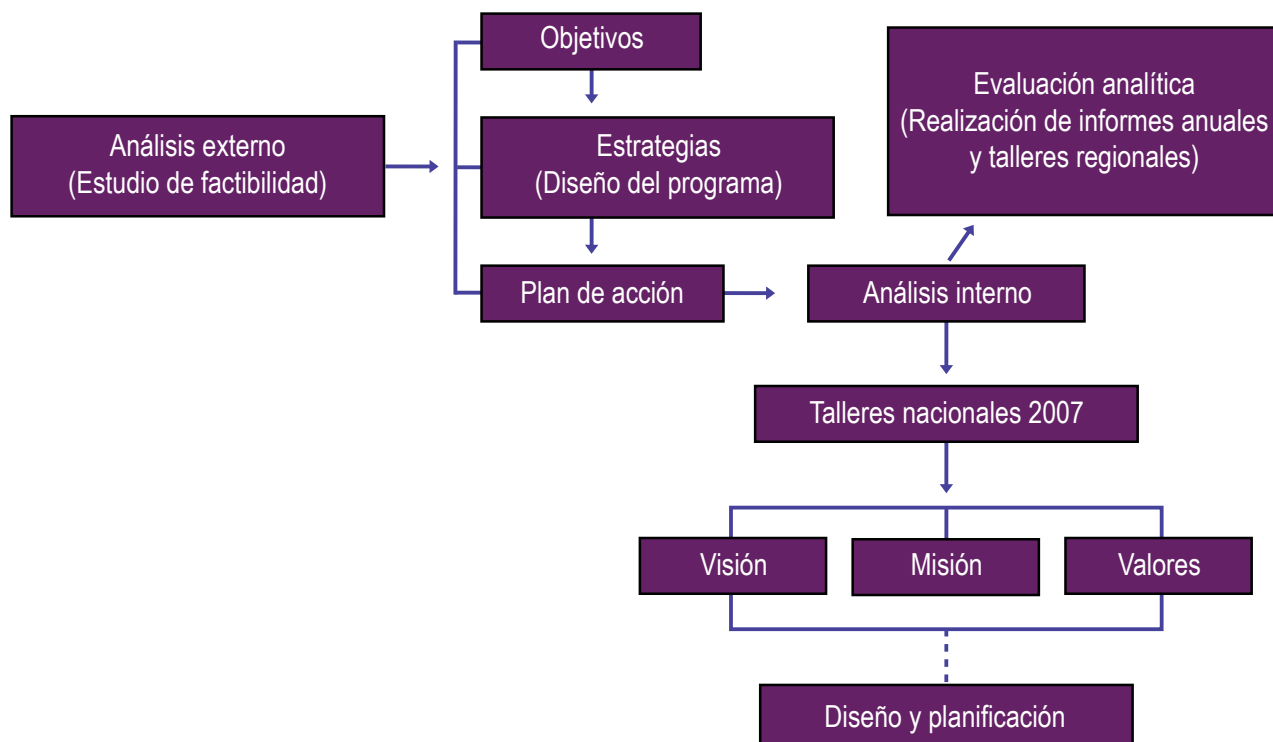 Objetivos
Análisis externo
(Estudio de factibilidad)
Estrategias
(Diseño del programa)
Evaluación analítica
(Realización de informes anuales
y talleres regionales)
Plan de acción
Análisis interno
Talleres nacionales 2007
Visión
Misión
Valores
Diseño y planificación